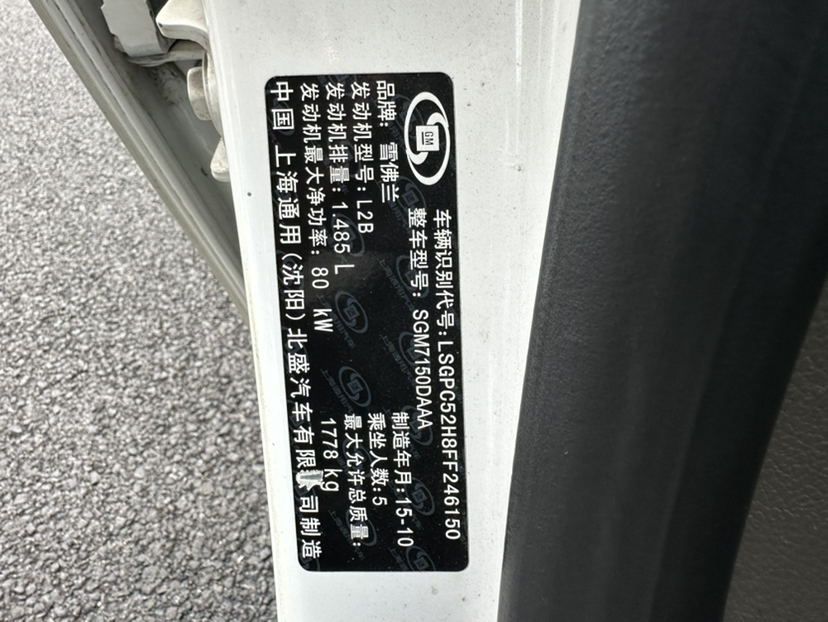 GM
车辆识别代号:LSGPC52H8FF246150
整车型号: SGM7150DAAA
品牌: 雪佛兰
制造年月:15-10
发动机型号:L2B
乘坐人数:5
发动机排量:1.485 L
最大允许总质量:
发动机最大净功率: 80 kW
1778 kg
中国 上海通用(沈阳)北盛汽车有限 司制造